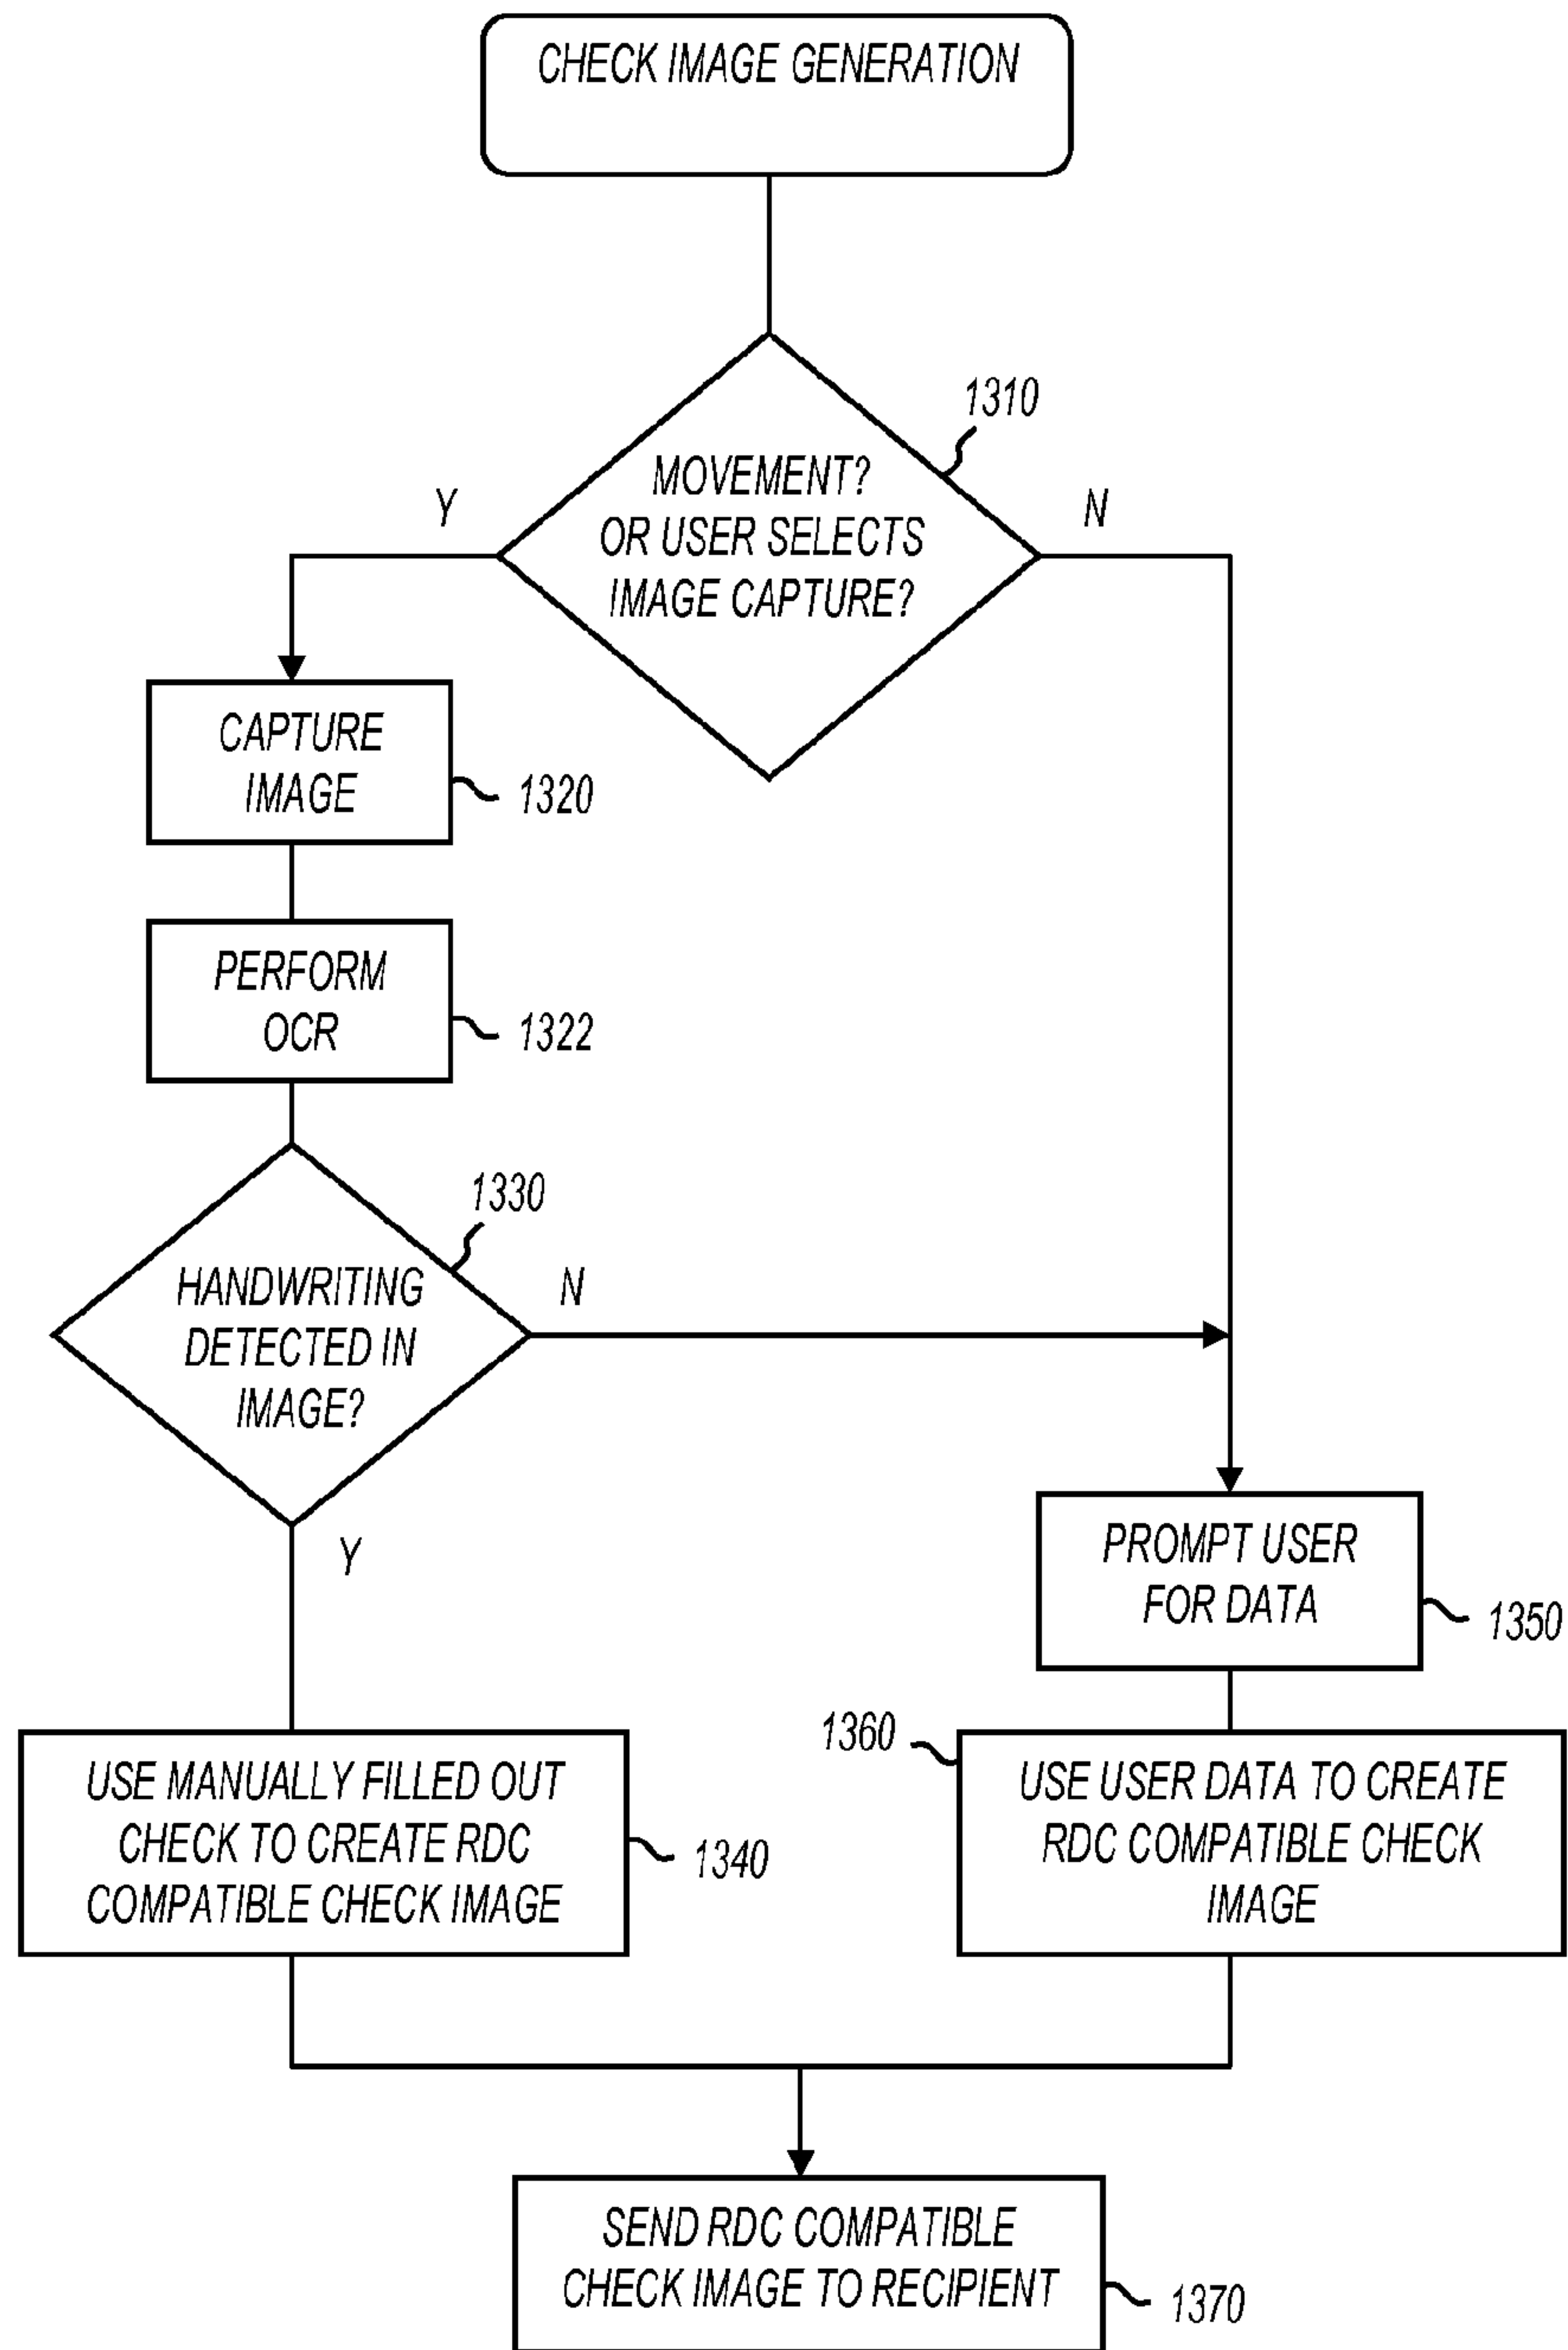 CHECK IMAGE GENERATION
1310
MOVEMENT?
OR USER SELECTS
IMAGE CAPTURE?
Y
N
CAPTURE
IMAGE
1320
PERFORM
OCR
1322
1330
HANDWRITING
DETECTED IN
IMAGE?
N
Y
PROMPT USER
FOR DATA
1350
USE MANUALLY FILLED OUT
CHECK TO CREATE RDC
COMPATIBLE CHECK IMAGE
1340
1360
USE USER DATA TO CREATE
RDC COMPATIBLE CHECK
IMAGE
SEND RDC COMPATIBLE
CHECK IMAGE TO RECIPIENT
1370